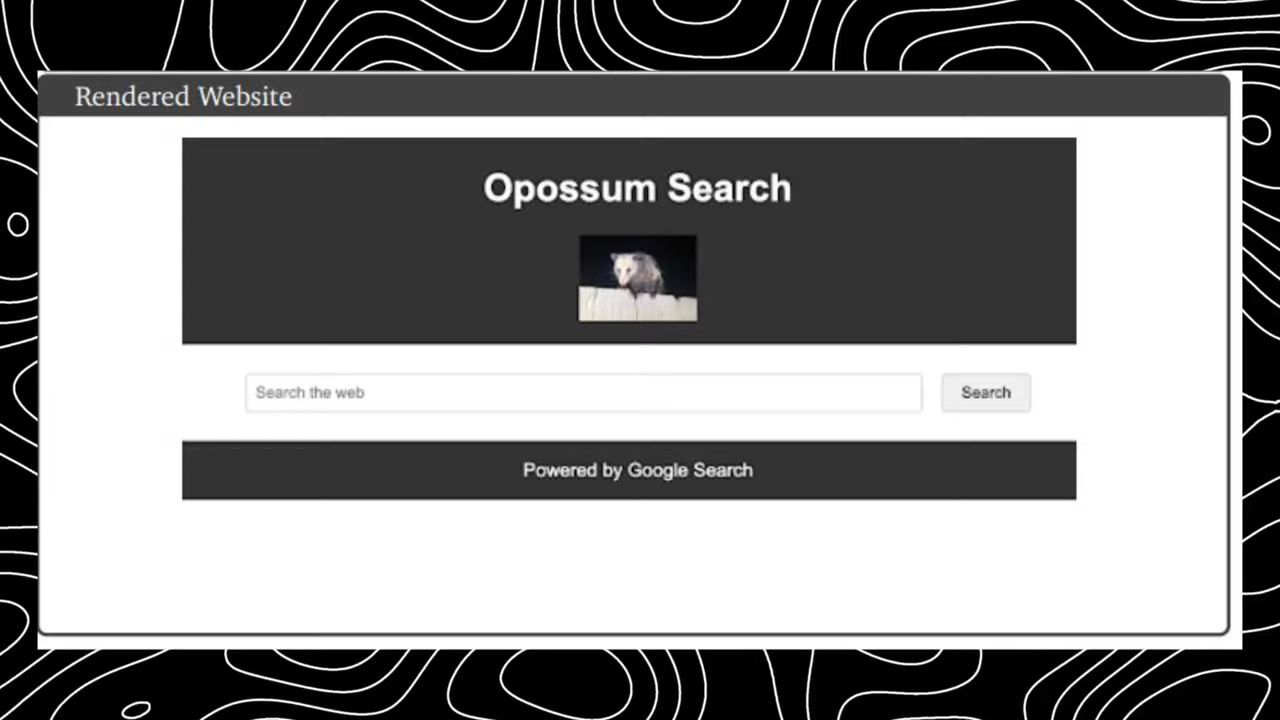 Rendered Website
Opossum Search
Search the web
Search
Powered by Google Search